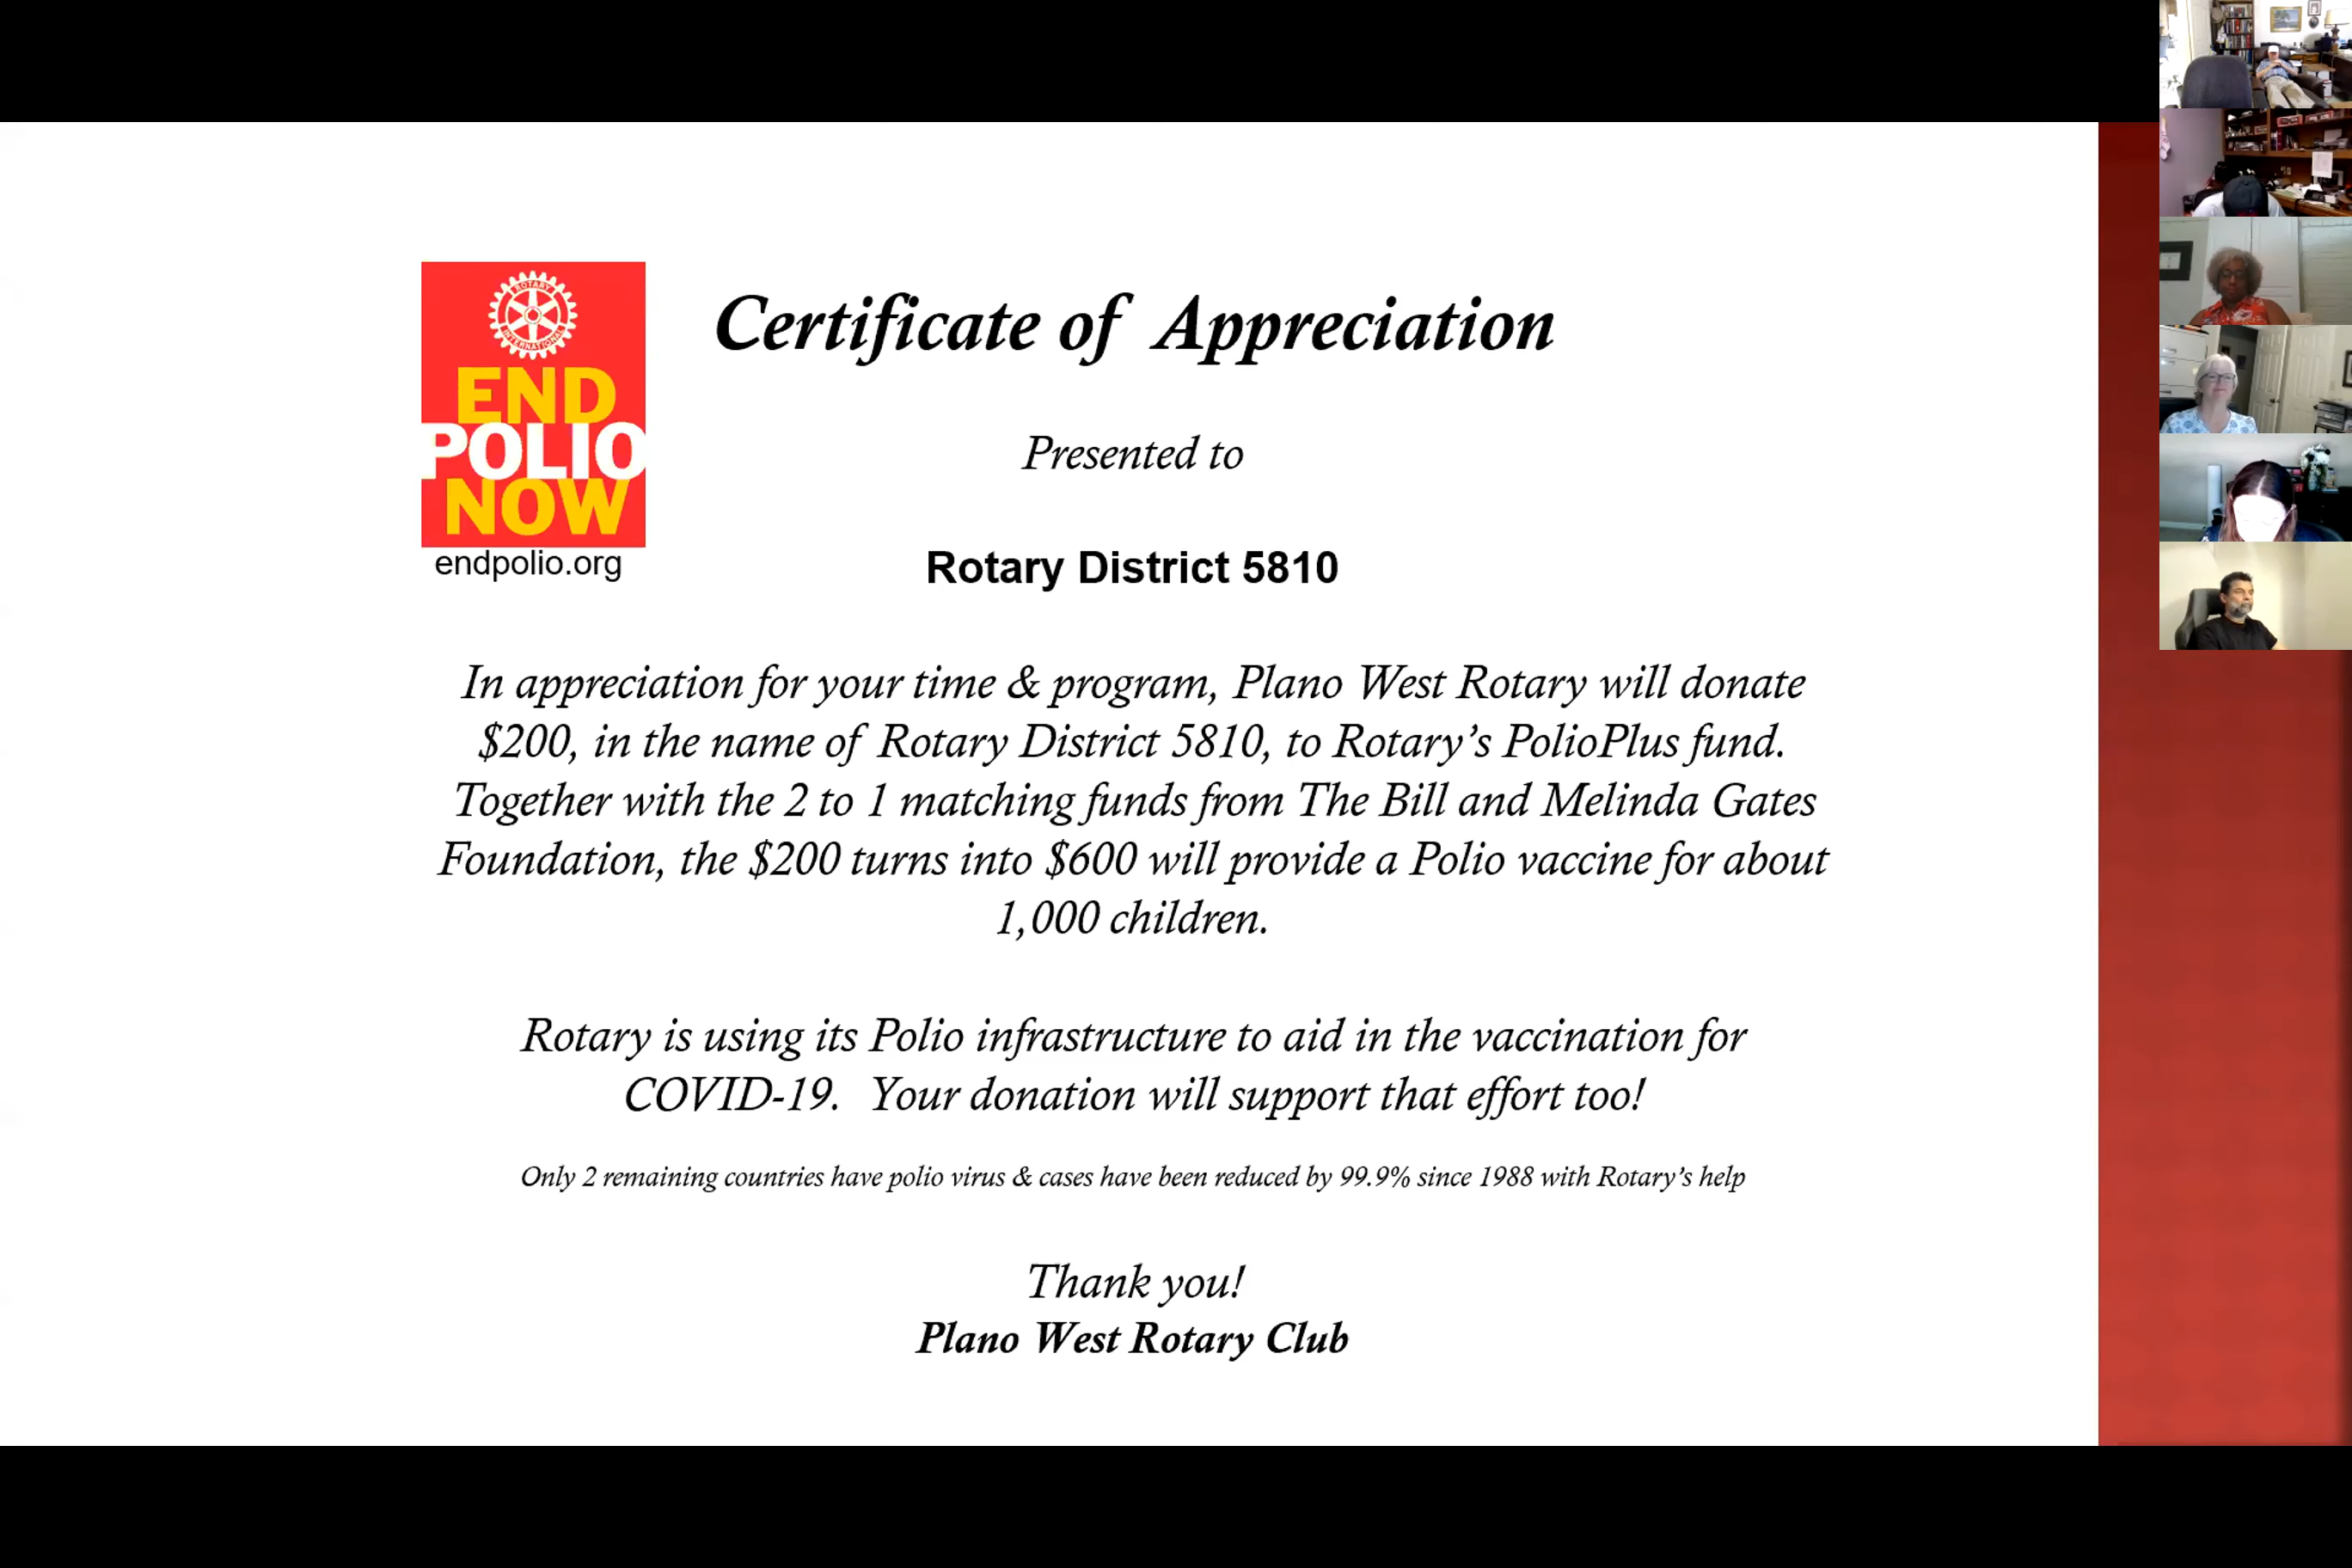 ROTARY
INTERNATIONAL
END
POLIO
NOW
endpolio.org
Certificate of Appreciation
Presented to
Rotary District 5810
In appreciation for your time & program, Plano West Rotary will donate
$200, in the name of Rotary District 5810, to Rotary’s PolioPlus fund.
Together with the 2 to 1 matching funds from The Bill and Melinda Gates
Foundation, the $200 turns into $600 will provide a Polio vaccine for about
1,000 children.
Rotary is using its Polio infrastructure to aid in the vaccination for
COVID-19. Your donation will support that effort too!
Only 2 remaining countries have polio virus & cases have been reduced by 99.9% since 1988 with Rotary’s help
Thank you!
Plano West Rotary Club